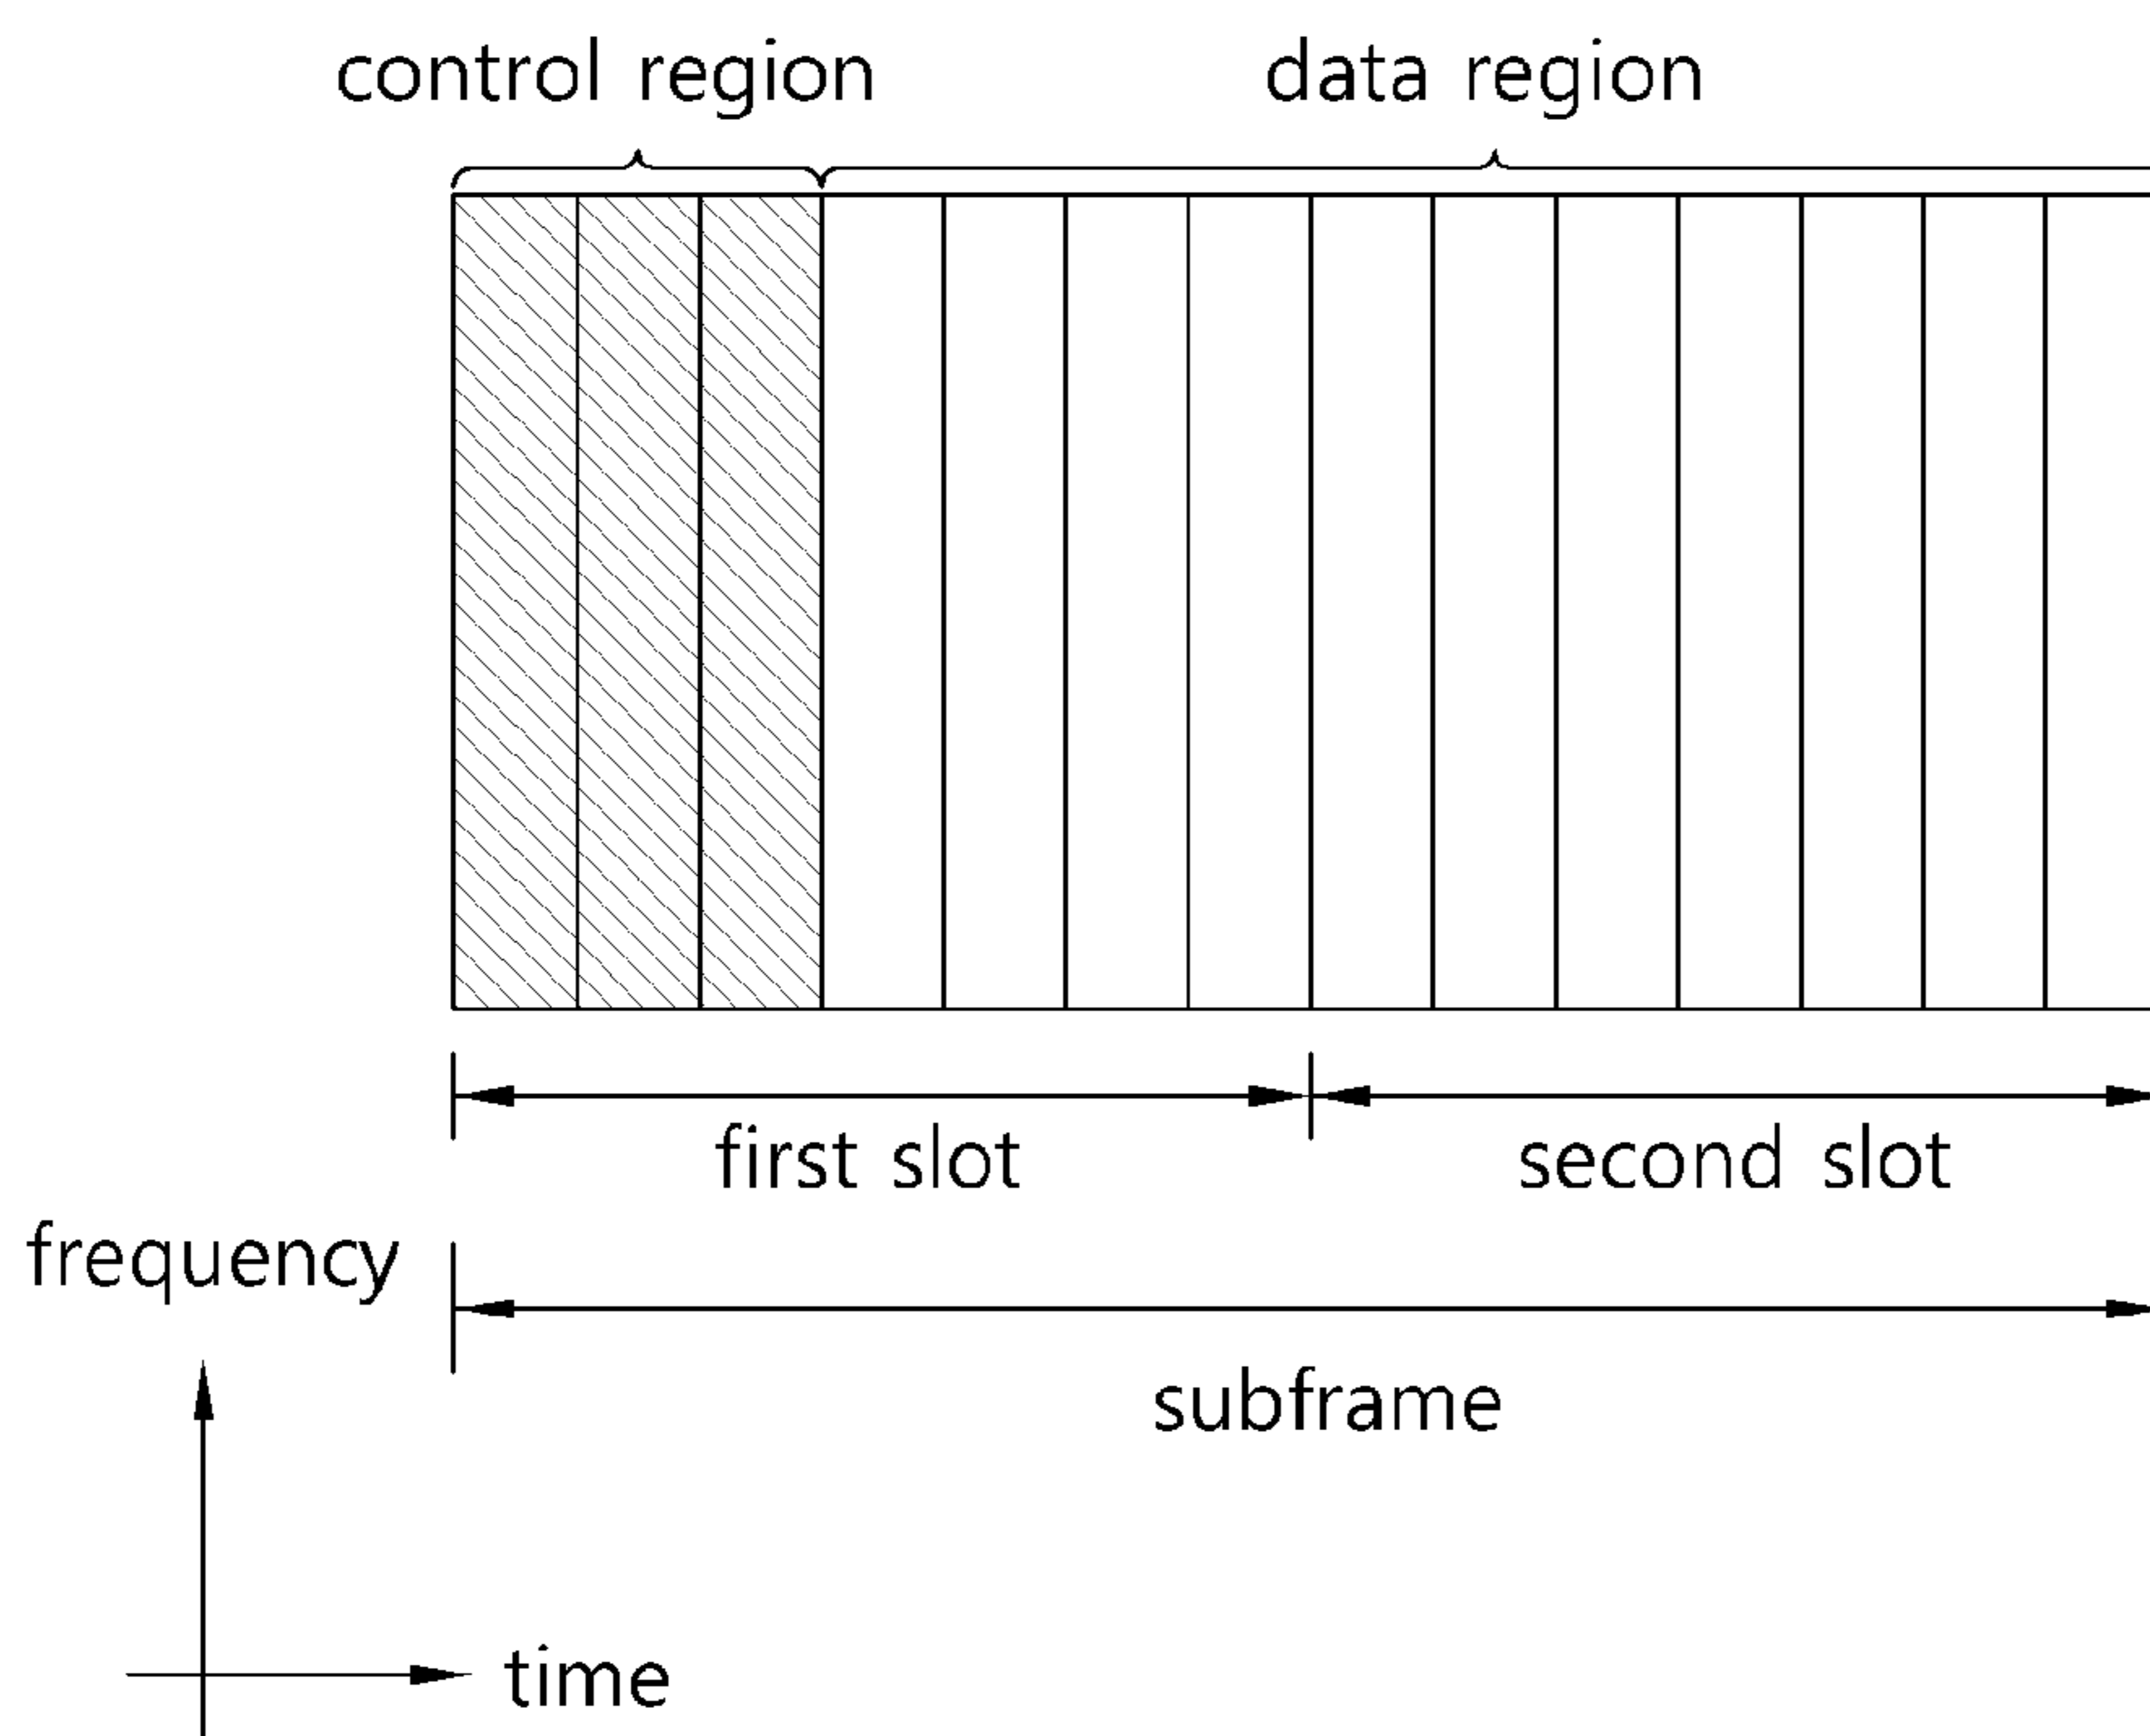 control region data region
first slot second slot
frequency
subframe
time